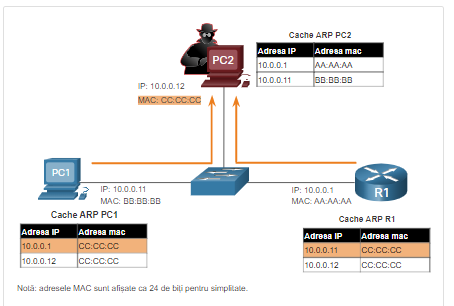 Cache ARP PC2
Adresa IP Adresa mac
10.0.0.1 AA:AA:AA
10.0.0.11 BB:BB:BB
PC2
IP: 10.0.0.12
MAC: CC:CC:CC
PC1
IP: 10.0.0.11
MAC: BB:BB:BB
IP: 10.0.0.1
MAC: AA:AA:AA
R1
Cache ARP PC1
Adresa IP Adresa mac
10.0.0.1 CC:CC:CC
10.0.0.12 CC:CC:CC
Cache ARP R1
Adresa IP Adresa mac
10.0.0.11 CC:CC:CC
10.0.0.12 CC:CC:CC
Notă: adresele MAC sunt afișate ca 24 de biți pentru simplitate.